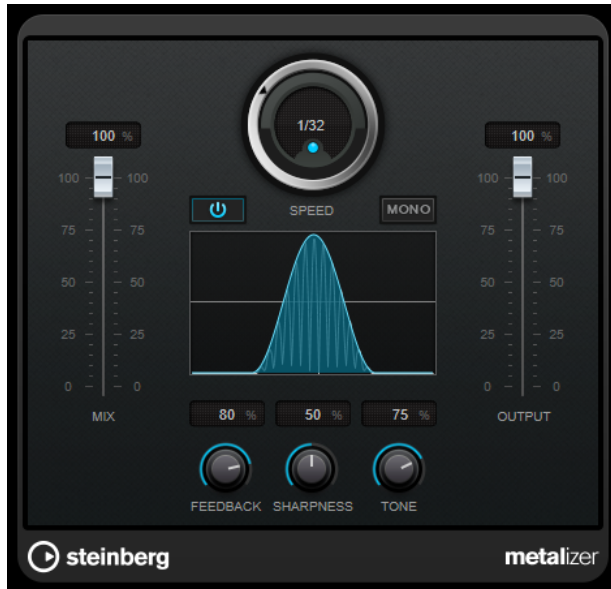 1/32
100 %
100 %
SPEED
MONO
100 100
75 75
50 50
25 25
0 0
MIX
100 100
75 75
50 50
25 25
0 0
OUTPUT
80 %
50 %
75 %
FEEDBACK
SHARPNESS
TONE
steinberg
metalizer